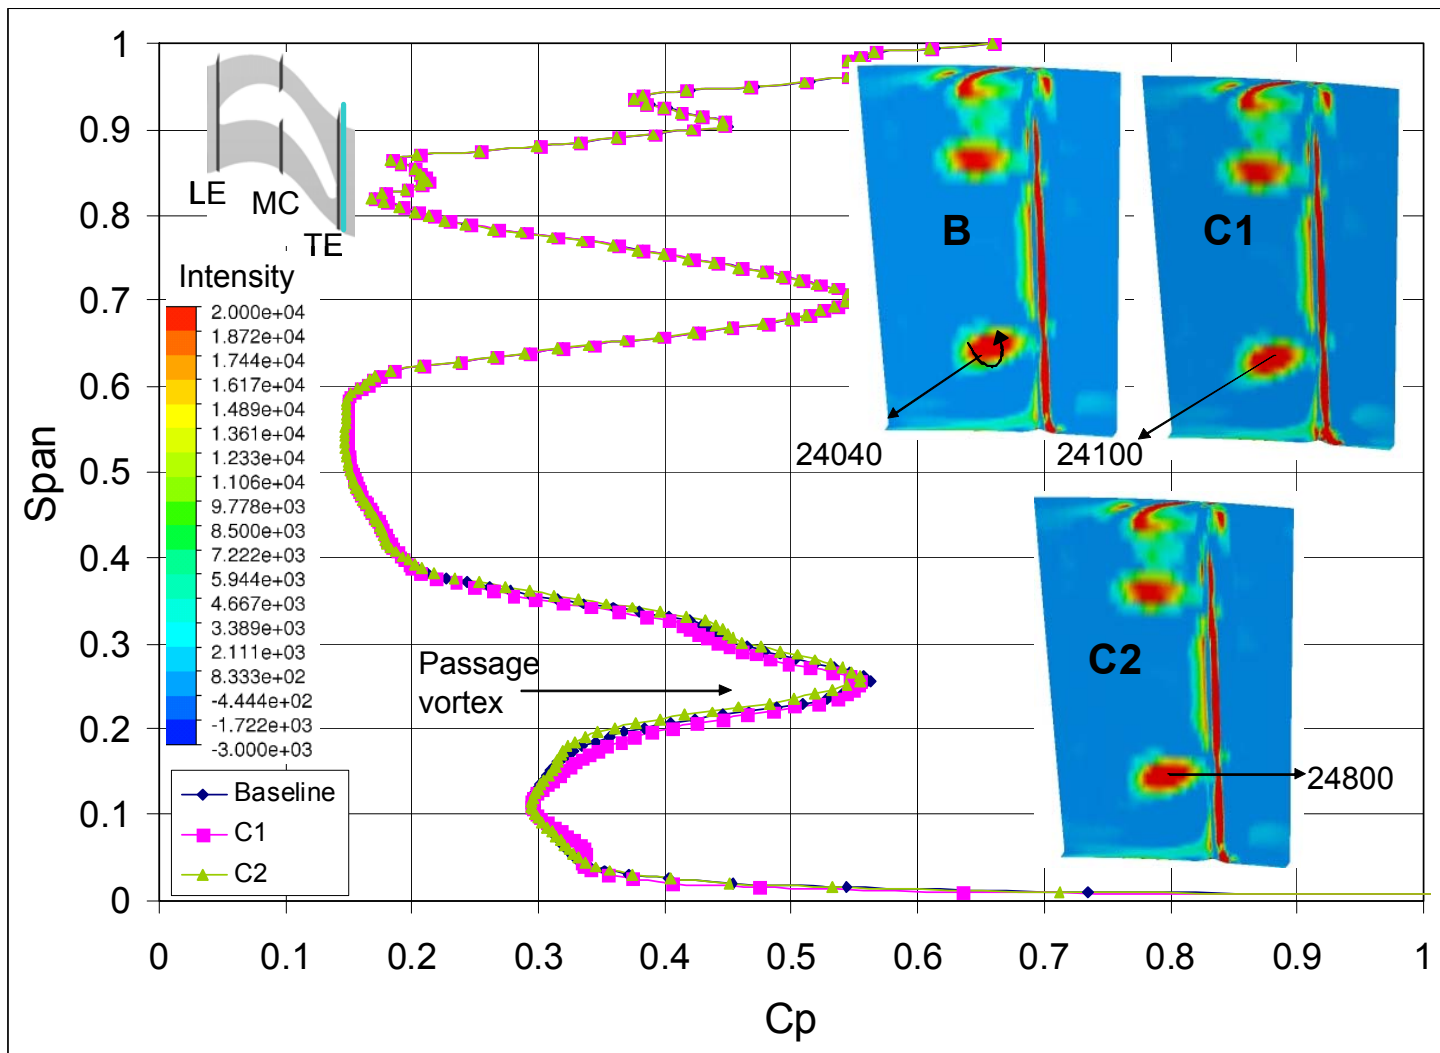 1
0.9
0.8
0.7
0.6
0.5
0.4
0.3
0.2
0.1
0
Span
LE
MC
TE
Intensity
2.000e+04
1.872e+04
1.744e+04
1.617e+04
1.489e+04
1.361e+04
1.233e+04
1.106e+04
9.778e+03
8.500e+03
7.222e+03
5.944e+03
4.667e+03
3.389e+03
2.111e+03
8.333e+02
-4.444e+02
-1.722e+03
-3.000e+03
Baseline
C1
C2
Passage
vortex
B
C1
24040
24100
C2
24800
0 0.1 0.2 0.3 0.4 0.5 0.6 0.7 0.8 0.9 1
Cp